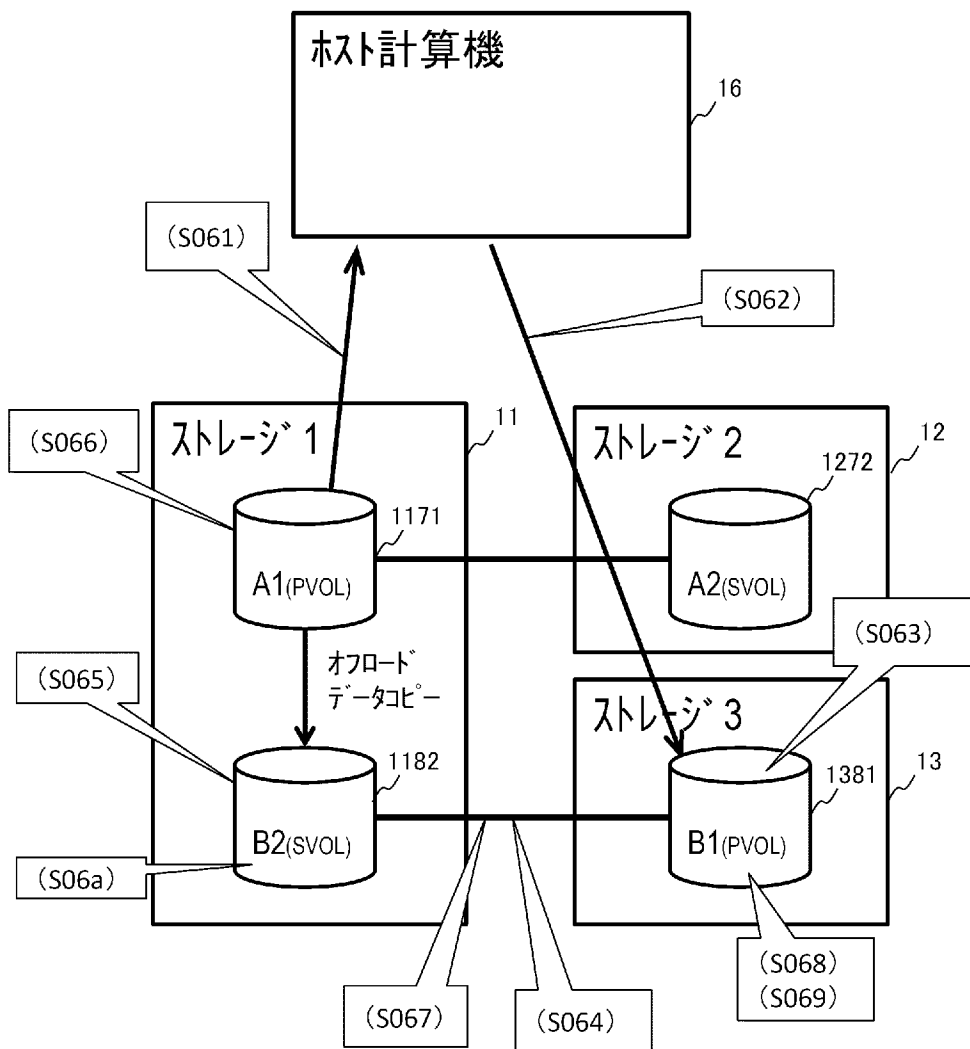 ホスト計算機
16
(S061)
(S062)
ストレージ1
11
ストレージ2
12
(S066)
1272
1171
A1(PVOL)
A2(SVOL)
(S063)
オフロード
データコピー
(S065)
ストレージ3
1182
1381
13
B2(SVOL)
B1(PVOL)
(S06a)
(S068)
(S069)
(S067)
(S064)